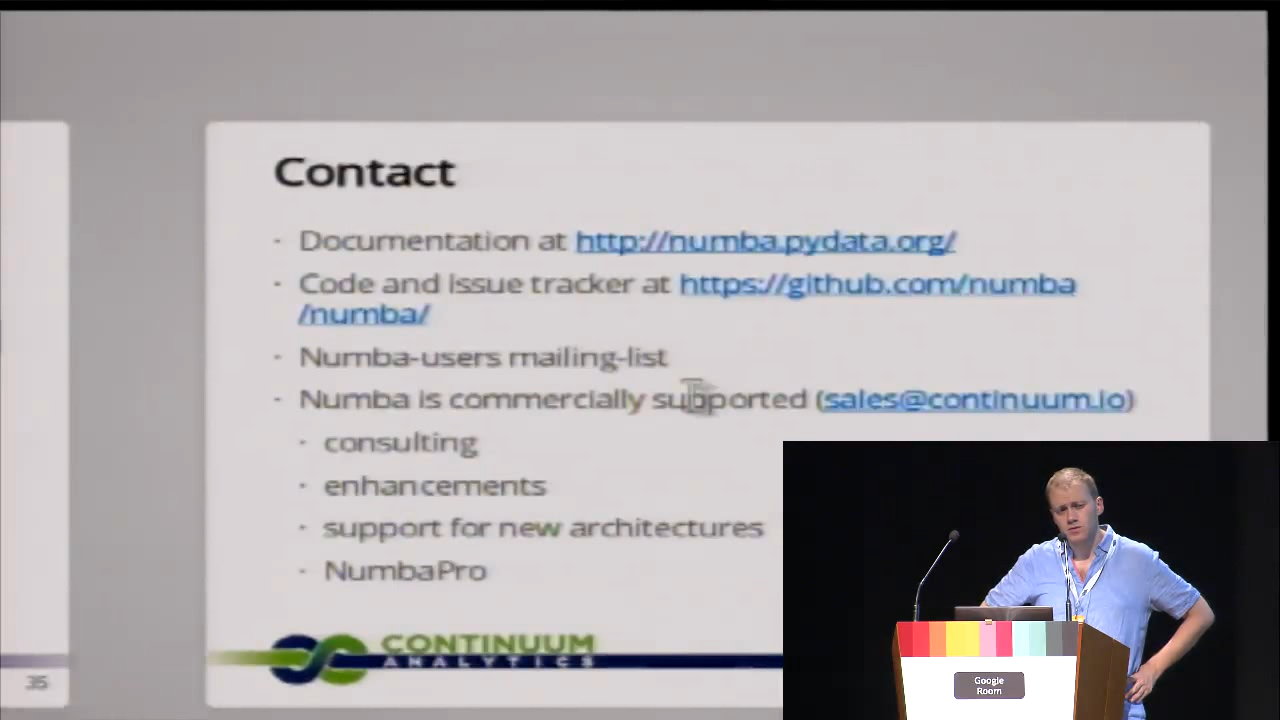 Contact
· Documentation at http://numba.pydata.org/
· Code and issue tracker at https://github.com/numba
/numba/
· Numba-users mailing-list
· Numba is commercially supported (sales@continuum.io)
· consulting
· enhancements
· support for new architectures
· NumbaPro
CONTINUUM
ANALYTICS
35
Google
Room